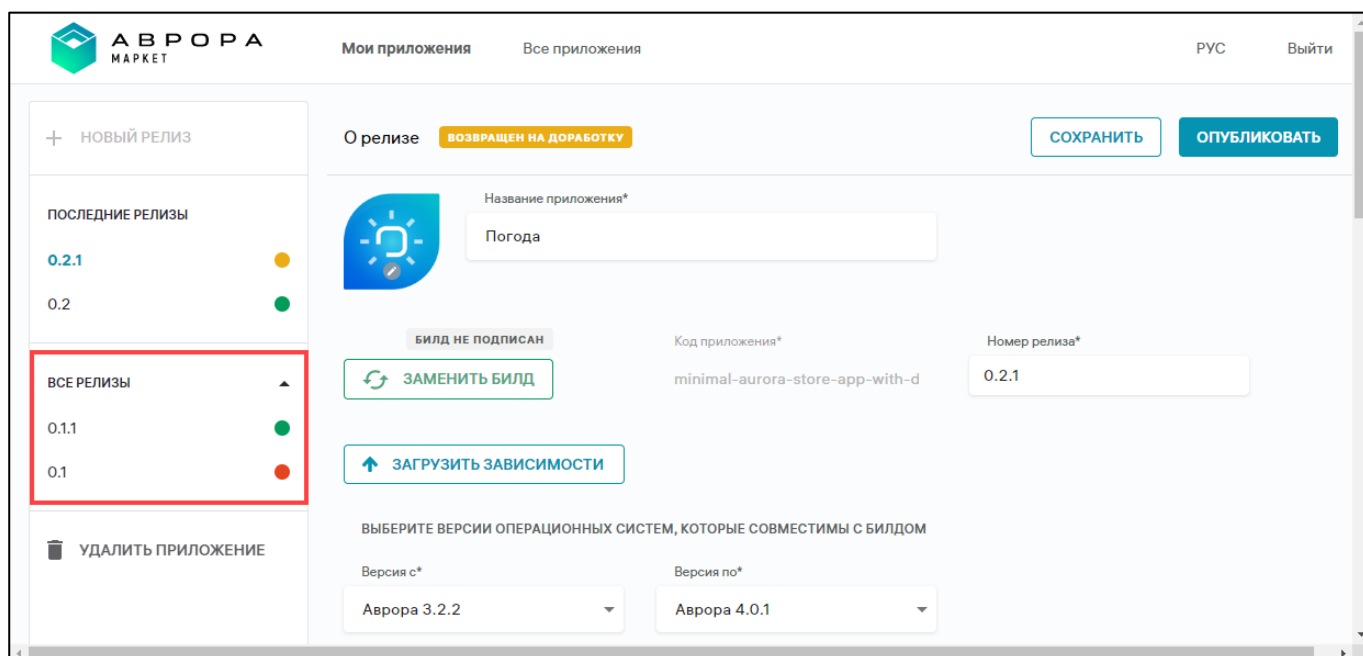 АВРОРА
МАРКЕТ
Мои приложения
Все приложения
РУС
Выйти
НОВЫЙ РЕЛИЗ
О релизе
ВОЗВРАЩЕН НА ДОРАБОТКУ
СОХРАНИТЬ
ОПУБЛИКОВАТЬ
ПОСЛЕДНИЕ РЕЛИЗЫ
0.2.1
0.2
ВСЕ РЕЛИЗЫ
0.1.1
0.1
УДАЛИТЬ ПРИЛОЖЕНИЕ
Название приложения*
Погода
БИЛД НЕ ПОДПИСАН
ЗАМЕНИТЬ БИЛД
Код приложения*
minimal-aurora-store-app-with-d
Номер релиза*
0.2.1
ЗАГРУЗИТЬ ЗАВИСИМОСТИ
ВЫБЕРИТЕ ВЕРСИИ ОПЕРАЦИОННЫХ СИСТЕМ, КОТОРЫЕ СОВМЕСТИМЫ С БИЛДОМ
Версия с*
Аврора 3.2.2
Версия по*
Аврора 4.0.1